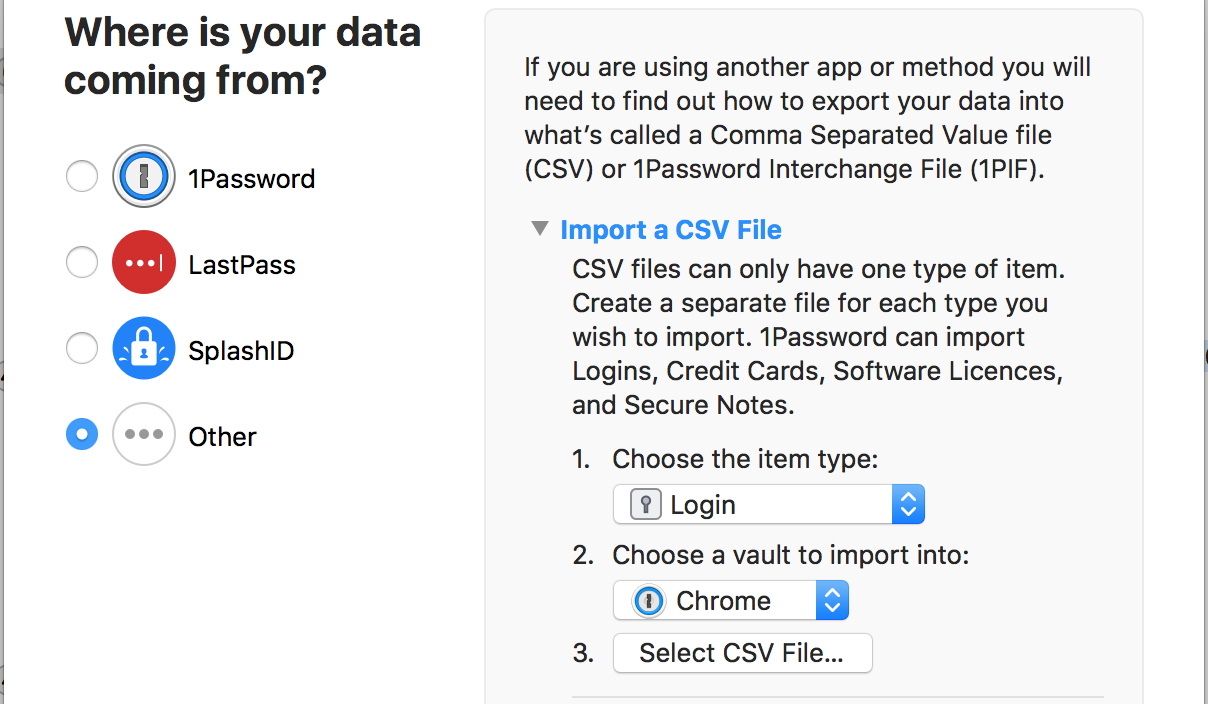 Where is your data
coming from?
1Password
LastPass
SplashID
Other
If you are using another app or method you will
need to find out how to export your data into
what’s called a Comma Separated Value file
(CSV) or 1Password Interchange File (1PIF).
Import a CSV File
CSV files can only have one type of item.
Create a separate file for each type you
wish to import. 1Password can import
Logins, Credit Cards, Software Licences,
and Secure Notes.
1. Choose the item type:
Login
2. Choose a vault to import into:
Chrome
3. Select CSV File...